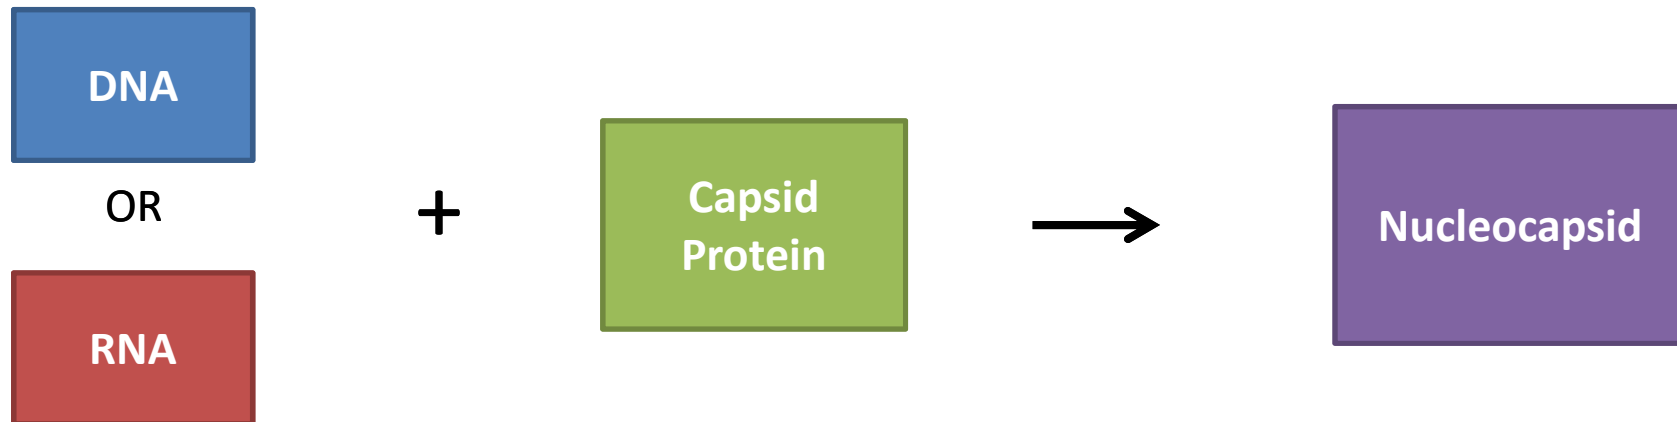 DNA
OR
RNA
+
Capsid
Protein
Nucleocapsid